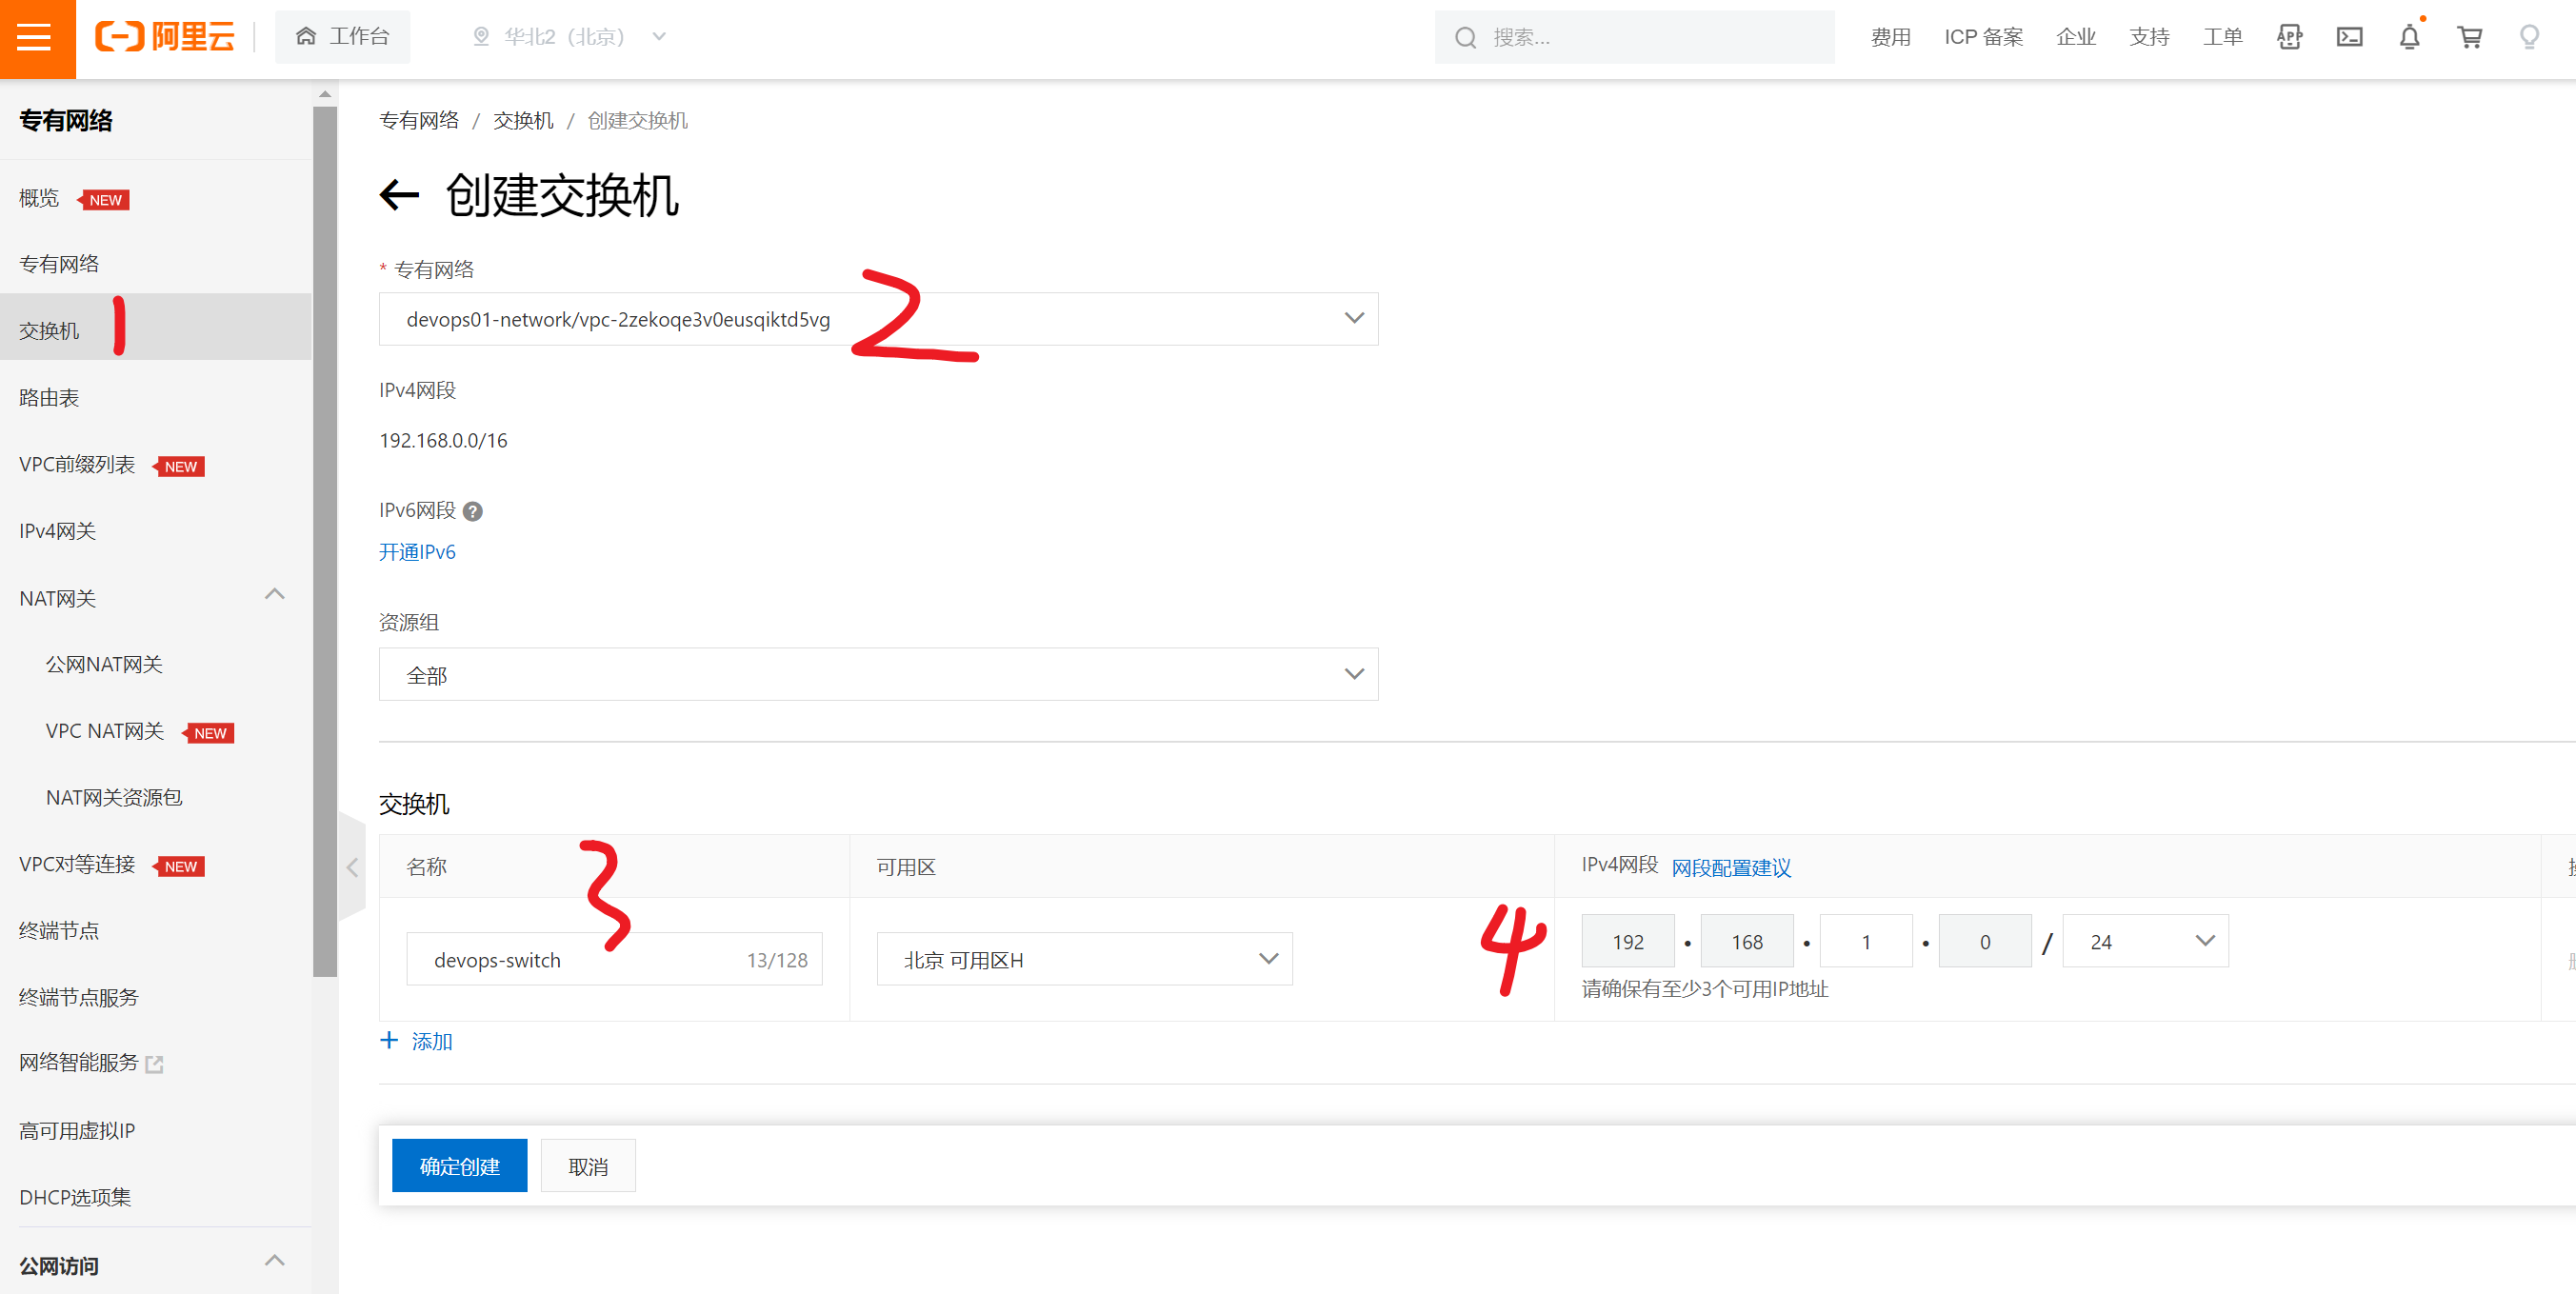 阿里云
工作台
华北2（北京）
搜索...
费用
ICP 备案
企业
支持
工单
APP
专有网络
概览 NEW
专有网络
交换机 1
路由表
VPC前缀列表 NEW
IPv4网关
NAT网关
公网NAT网关
VPC NAT网关 NEW
NAT网关资源包
VPC对等连接 NEW
终端节点
终端节点服务
网络智能服务
高可用虚拟IP
DHCP选项集
公网访问
专有网络 / 交换机 / 创建交换机
创建交换机
* 专有网络
devops01-network/vpc-2zekoqe3v0eusqiktd5vg 2
IPv4网段
192.168.0.0/16
IPv6网段 ?
开通IPv6
资源组
全部
交换机
名称 3 可用区 IPv4网段 网段配置建议
devops-switch 13/128 北京 可用区H 4 192 • 168 • 1 • 0 / 24
请确保有至少3个可用IP地址
+ 添加
确定创建 取消